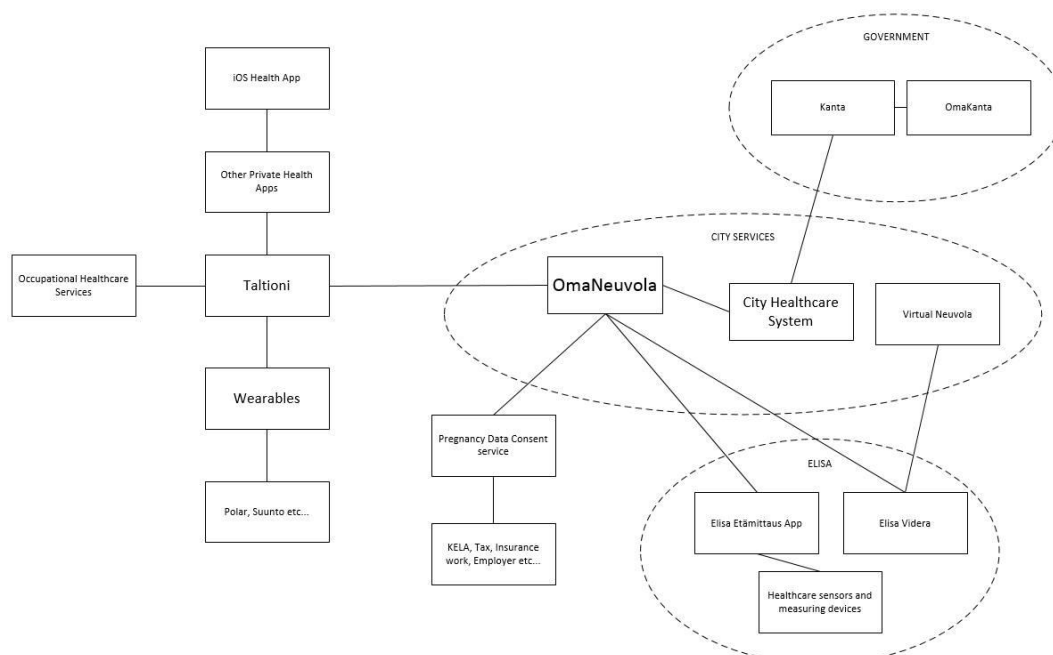 GOVERNMENT
iOS Health App
Kanta
OmaKanta
Other Private Health
Apps
CITY SERVICES
Occupational Healthcare
Services
Taltioni
OmaNeuvola
City Healthcare
System
Virtual Neuvola
Wearables
Pregnancy Data Consent
service
ELISA
Polar, Suunto etc...
Elisa Etämittaus App
Elisa Videra
KELA, Tax, Insurance
work, Employer etc...
Healthcare sensors and
measuring devices